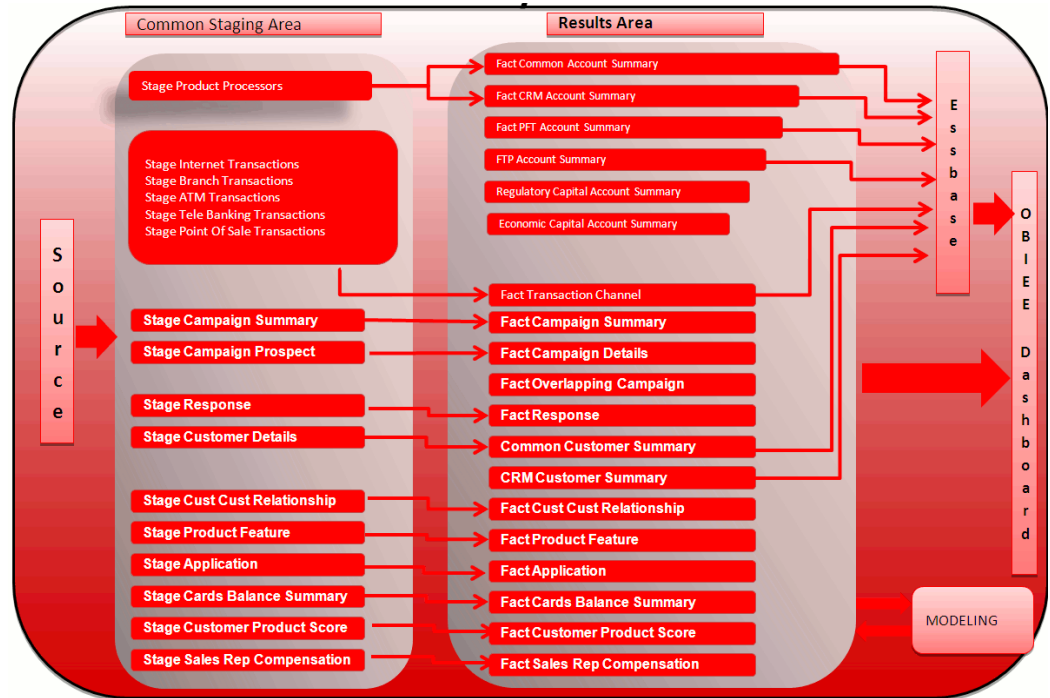 Common Staging Area
Results Area
Source
Stage Product Processors
Stage Internet Transactions
Stage Branch Transactions
Stage ATM Transactions
Stage Tele Banking Transactions
Stage Point Of Sale Transactions
Stage Campaign Summary
Stage Campaign Prospect
Stage Response
Stage Customer Details
Stage Cust Cust Relationship
Stage Product Feature
Stage Application
Stage Cards Balance Summary
Stage Customer Product Score
Stage Sales Rep Compensation
Fact Common Account Summary
Fact CRM Account Summary
Fact PFT Account Summary
FTP Account Summary
Regulatory Capital Account Summary
Economic Capital Account Summary
Fact Transaction Channel
Fact Campaign Summary
Fact Campaign Details
Fact Overlapping Campaign
Fact Response
Common Customer Summary
CRM Customer Summary
Fact Cust Cust Relationship
Fact Product Feature
Fact Application
Fact Cards Balance Summary
Fact Customer Product Score
Fact Sales Rep Compensation
Essbase
OBIEE Dashboard
MODELING